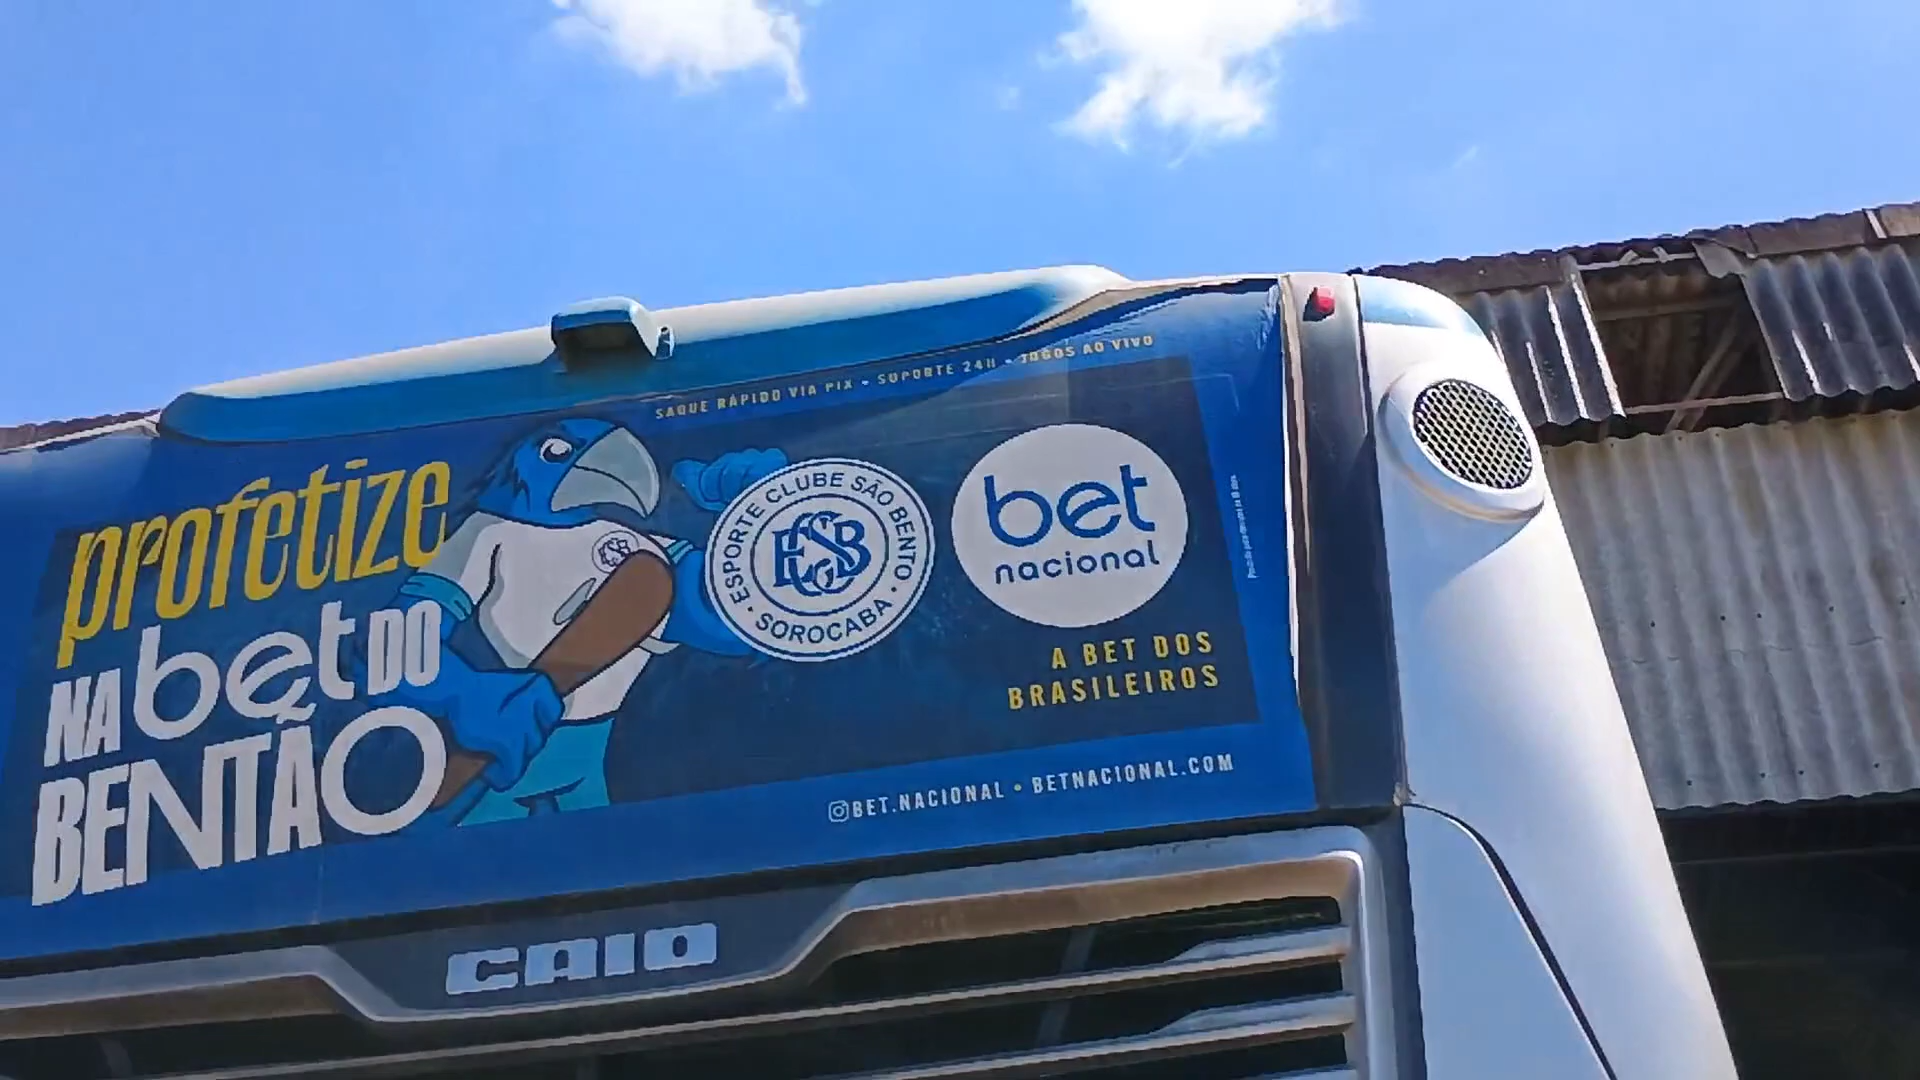 SAQUE RÁPIDO VIA PIX • SUPORTE 24H • JOGOS AO VIVO
profetize
NA bet DO
BENTÃO
ESPORTE CLUBE SÃO BENTO
ECSB
• SOROCABA •
bet
nacional
A BET DOS
BRASILEIROS
BET.NACIONAL • BETNACIONAL.COM
CAIO